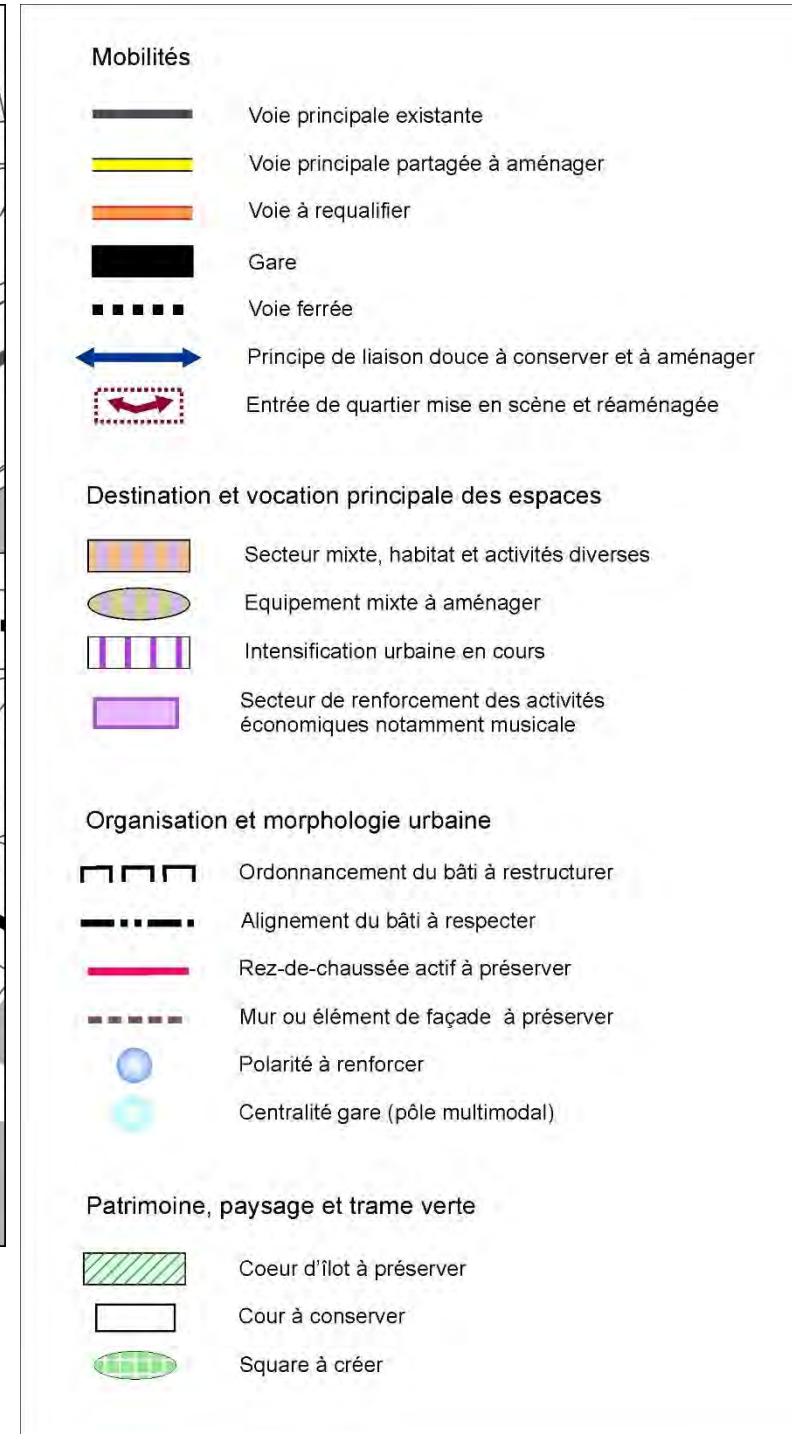 Mobilités
Voie principale existante
Voie principale partagée à aménager
Voie à requalifier
Gare
Voie ferrée
Principe de liaison douce à conserver et à aménager
Entrée de quartier mise en scène et réaménagée
Destination et vocation principale des espaces
Secteur mixte, habitat et activités diverses
Equipement mixte à aménager
Intensification urbaine en cours
Secteur de renforcement des activités
économiques notamment musicale
Organisation et morphologie urbaine
Ordonnancement du bâti à restructurer
Alignement du bâti à respecter
Rez-de-chaussée actif à préserver
Mur ou élément de façade à préserver
Polarité à renforcer
Centralité gare (pôle multimodal)
Patrimoine, paysage et trame verte
Coeur d'îlot à préserver
Cour à conserver
Square à créer